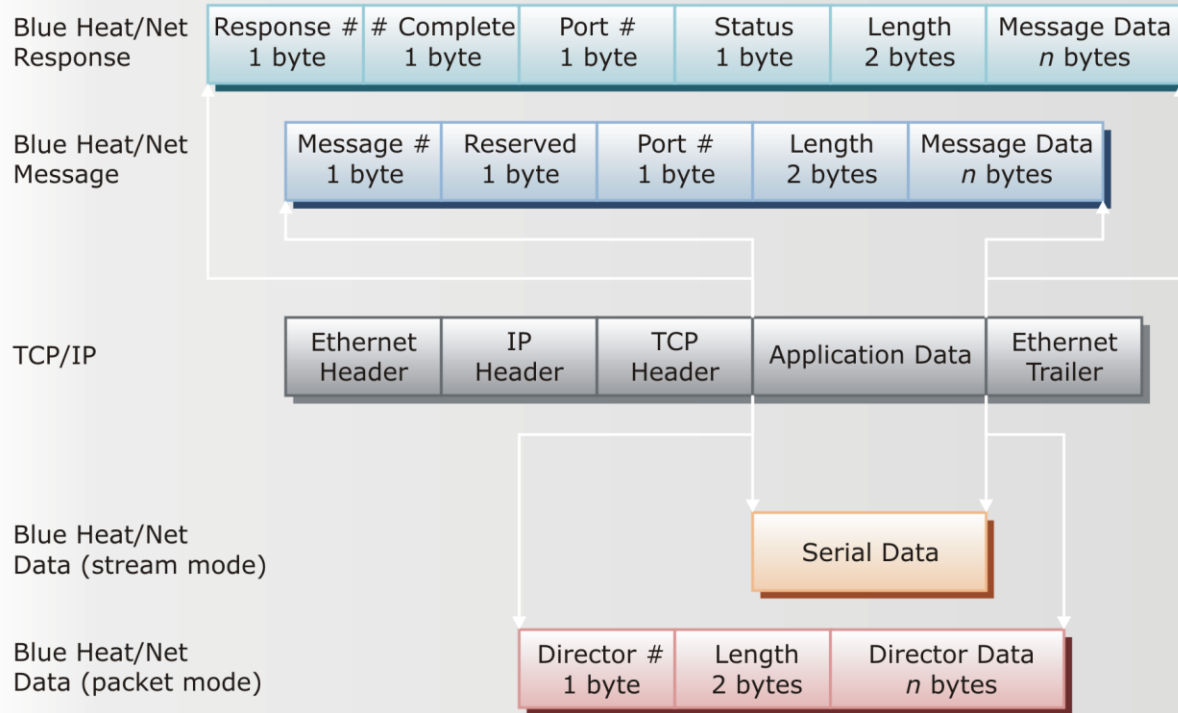 Blue Heat/Net
Response
Response #
1 byte
# Complete
1 byte
Port #
1 byte
Status
1 byte
Length
2 bytes
Message Data
n bytes
Blue Heat/Net
Message
Message #
1 byte
Reserved
1 byte
Port #
1 byte
Length
2 bytes
Message Data
n bytes
TCP/IP
Ethernet
Header
IP
Header
TCP
Header
Application Data
Ethernet
Trailer
Blue Heat/Net
Data (stream mode)
Serial Data
Blue Heat/Net
Data (packet mode)
Director #
1 byte
Length
2 bytes
Director Data
n bytes